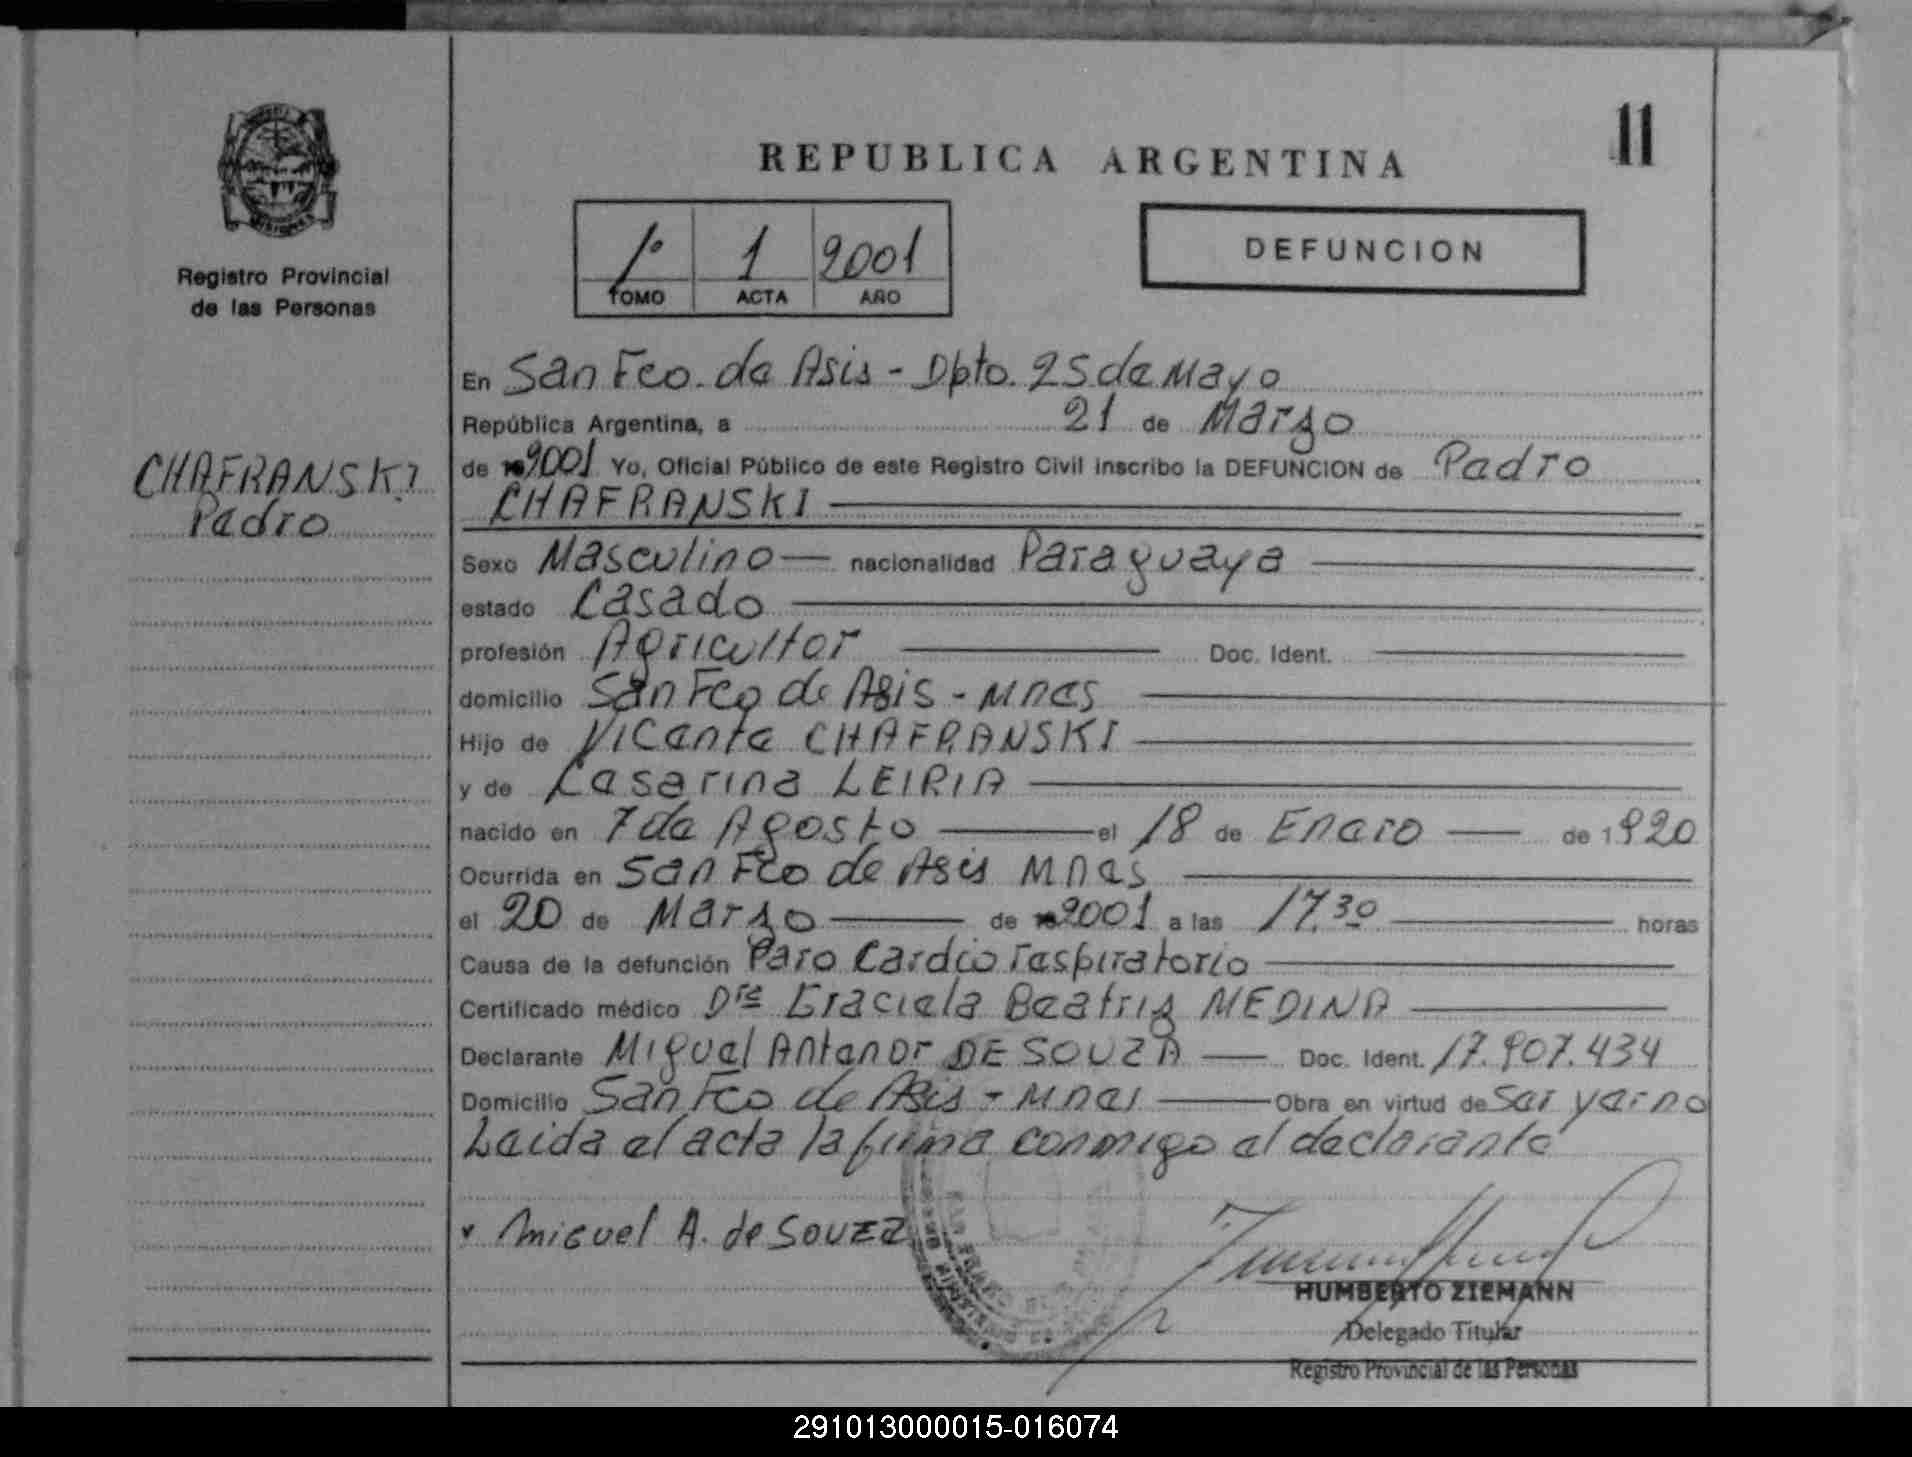 REPUBLICA ARGENTINA
11
Registro Provincial
de las Personas
1º 1 2001
TOMO ACTA AÑO
DEFUNCION
CHAFRANSKI
Pedro
En San Fco. de Asis - Dpto. 25 de Mayo
República Argentina, a 21 de Marzo
de 2001 Yo, Oficial Público de este Registro Civil inscribo la DEFUNCION de Pedro
CHAFRANSKI
Sexo Masculino nacionalidad Paraguaya
estado Casado
profesión Agricultor Doc. Ident.
domicilio San Fco de Asis - Mnes
Hijo de Vicente CHAFRANSKI
y de Cesarina LEIRIA
nacido en 7 de Agosto el 18 de Enero de 1920
Ocurrida en San Fco de Asis Mnes
el 20 de Marzo de 2001 a las 17.30 horas
Causa de la defunción Paro Cardio respiratorio
Certificado médico Dra Graciela Beatriz MEDINA
Declarante Miguel Antenor DE SOUZA Doc. Ident. 17.907.434
Domicilio San Fco de Asis - Mnes Obra en virtud de ser yerno
Leida el acta la firma conmigo el declarante
Miguel A. de Souza
HUMBERTO ZIEMANN
Delegado Titular
Registro Provincial de las Personas
291013000015-016074